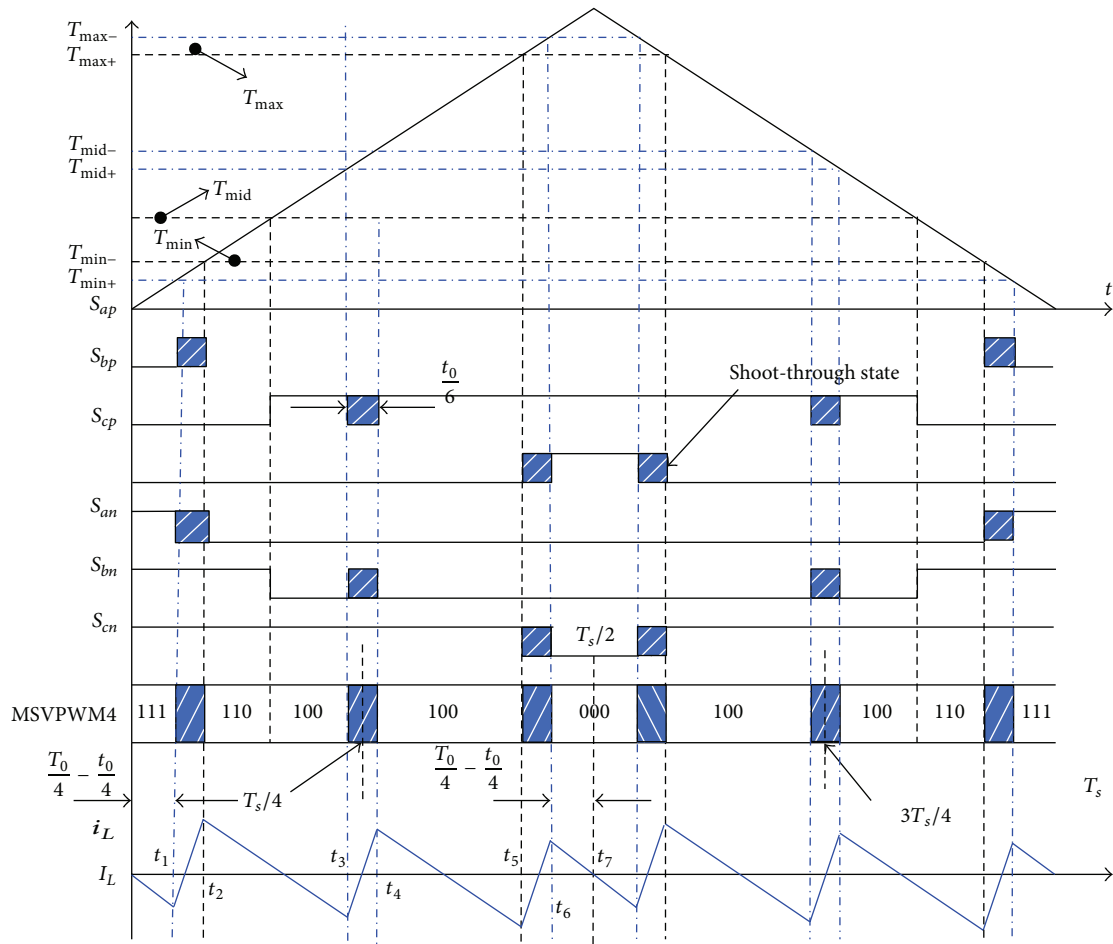 T_max−
T_max+
T_max
T_mid−
T_mid+
T_mid
T_min
T_min−
T_min+
t
S_ap
S_bp
t_0/6
Shoot-through state
S_cp
S_an
S_bn
S_cn
T_s/2
MSVPWM4 111 110 100 100 000 100 100 110 111
T_0/4 − t_0/4 T_0/4 − t_0/4
T_s/4 3T_s/4 T_s
i_L
t_1 t_3 t_5 t_7
I_L
t_2 t_4 t_6